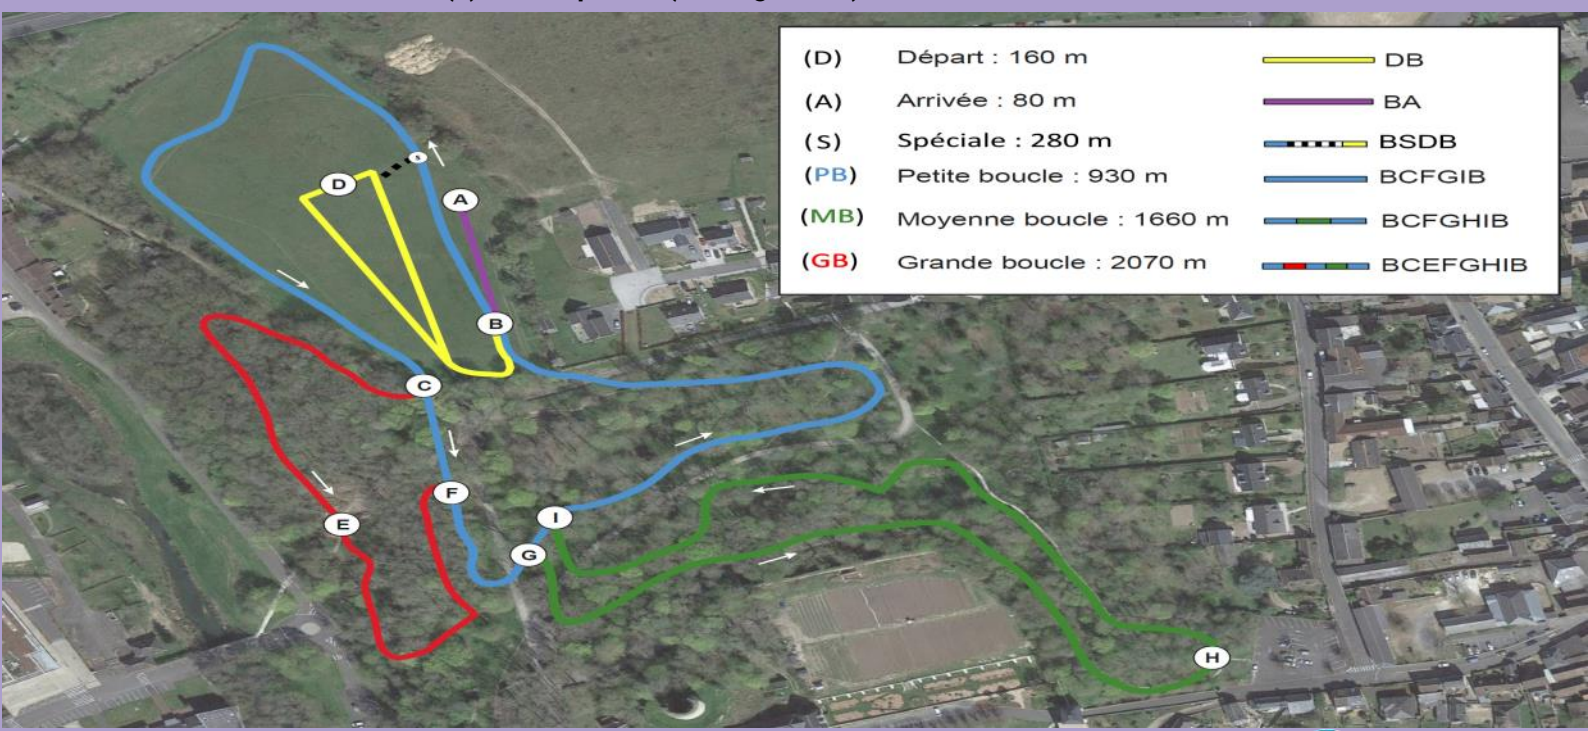 (D) Départ : 160 m DB
(A) Arrivée : 80 m BA
(S) Spéciale : 280 m BSDB
(PB) Petite boucle : 930 m BCFGIB
(MB) Moyenne boucle : 1660 m BCFGHIB
(GB) Grande boucle : 2070 m BCEFGHIB
S
D
A
B
C
F
I
E
G
H